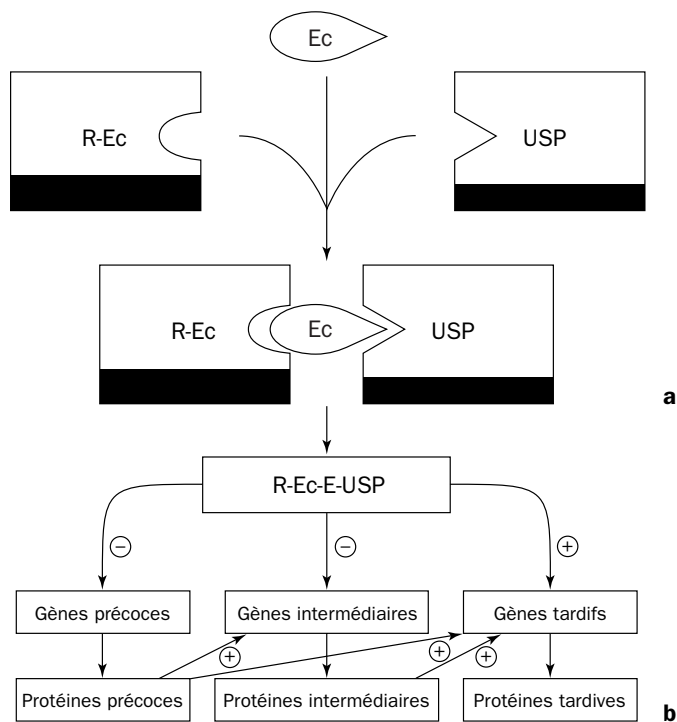 Ec
R-Ec
USP
R-Ec
Ec
USP
a
R-Ec-E-USP
−
−
+
Gènes précoces
Gènes intermédiaires
Gènes tardifs
+
+
+
Protéines précoces
Protéines intermédiaires
Protéines tardives
b